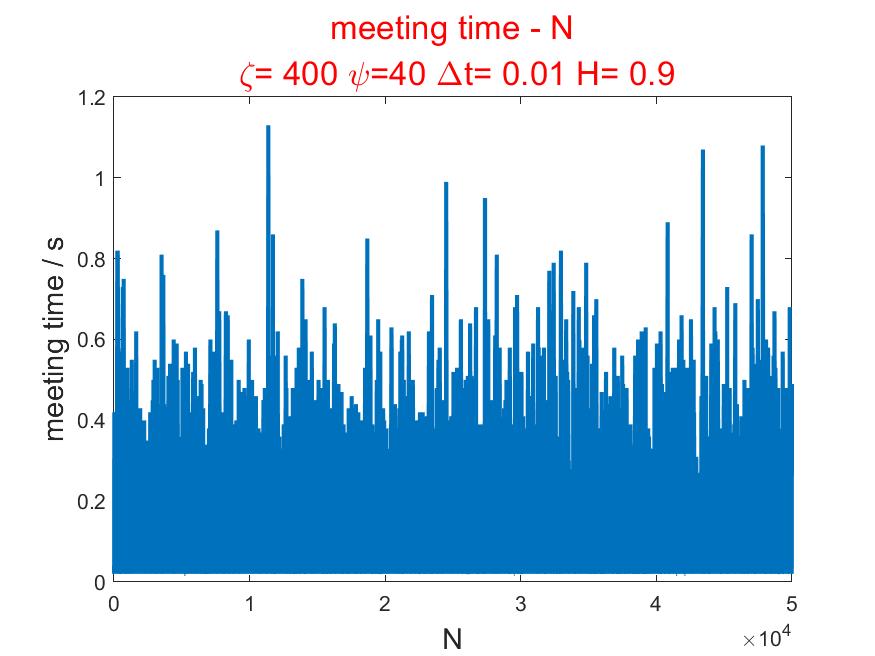 meeting time - N
ζ= 400 ψ=40 Δt= 0.01 H= 0.9
meeting time / s
1.2
1
0.8
0.6
0.4
0.2
0
0 1 2 3 4 5
×10⁴
N